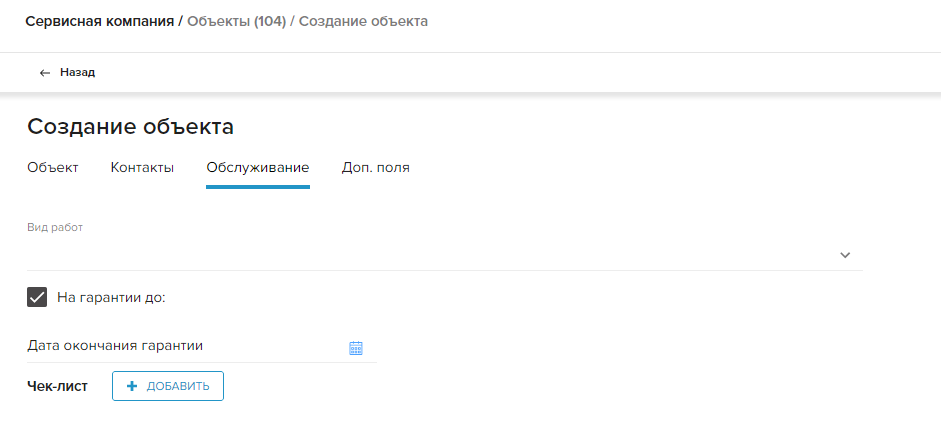 Сервисная компания / Объекты (104) / Создание объекта
← Назад
Создание объекта
Объект Контакты Обслуживание Доп. поля
Вид работ
На гарантии до:
Дата окончания гарантии
Чек-лист + ДОБАВИТЬ